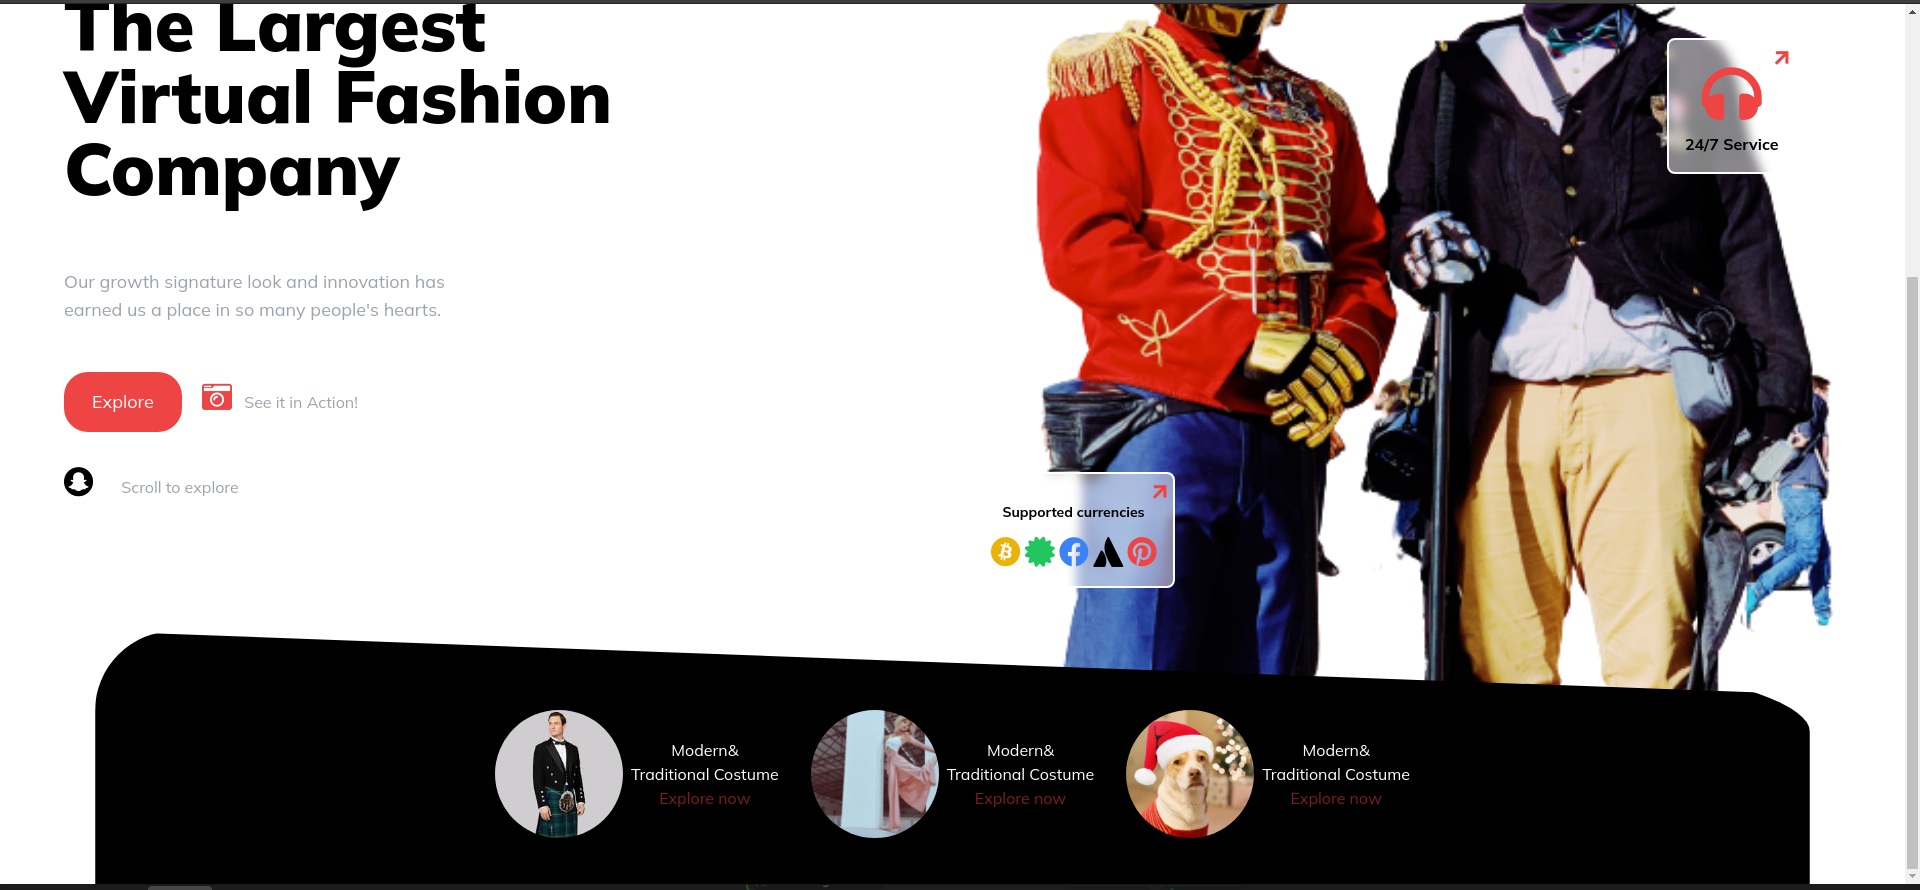 The Largest
Virtual Fashion
Company
24/7 Service
Our growth signature look and innovation has
earned us a place in so many people's hearts.
Explore
See it in Action!
Scroll to explore
Supported currencies
Modern&
Traditional Costume
Explore now
Modern&
Traditional Costume
Explore now
Modern&
Traditional Costume
Explore now